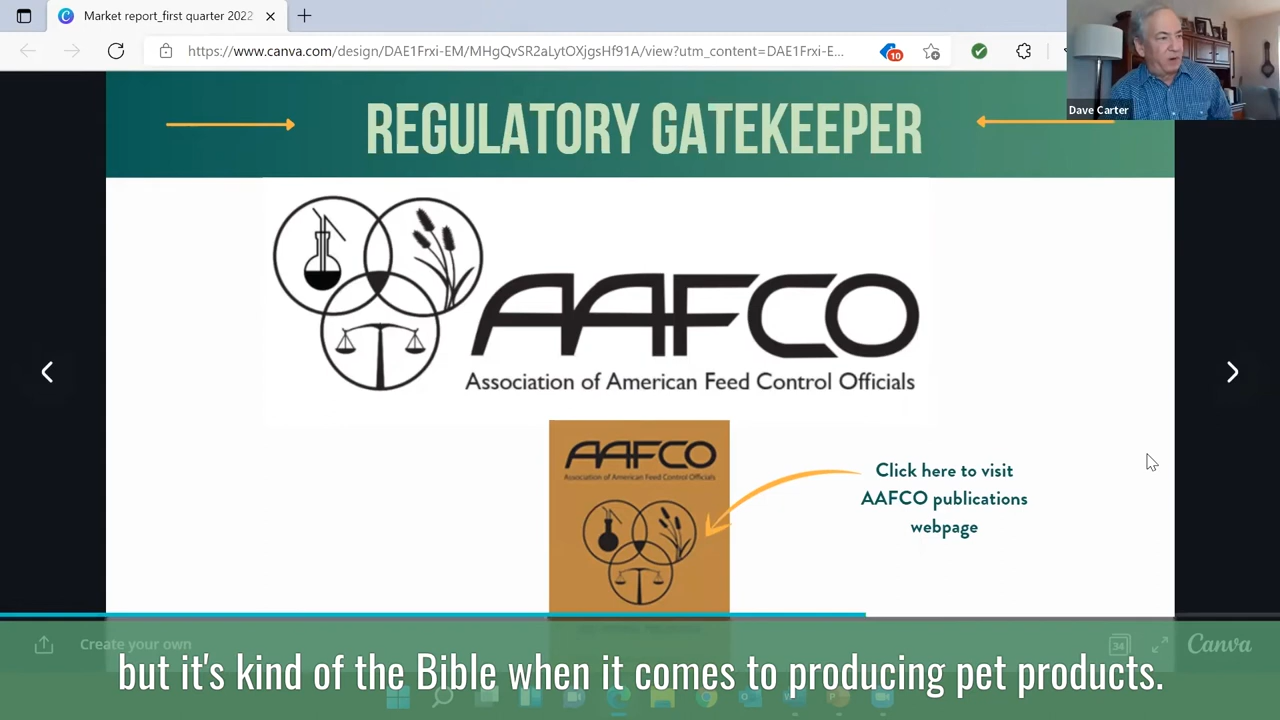 Market report_first quarter 2022
https://www.canva.com/design/DAE1Frxi-EM/MHgQvSR2aLytOXjgsHf91A/view?utm_content=DAE1Frxi-E...
10
Dave Carter
REGULATORY GATEKEEPER
AAFCO
Association of American Feed Control Officials
AAFCO
Association of American Feed Control Officials
Click here to visit
AAFCO publications
webpage
Create your own
34
Canva
but it's kind of the Bible when it comes to producing pet products.